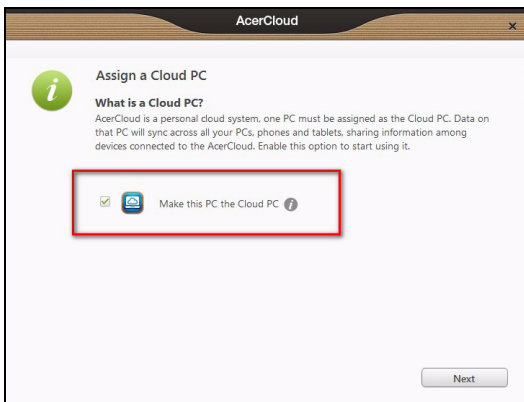 AcerCloud
Assign a Cloud PC
What is a Cloud PC?
AcerCloud is a personal cloud system, one PC must be assigned as the Cloud PC. Data on
that PC will sync across all your PCs, phones and tablets, sharing information among
devices connected to the AcerCloud. Enable this option to start using it.
Make this PC the Cloud PC
Next